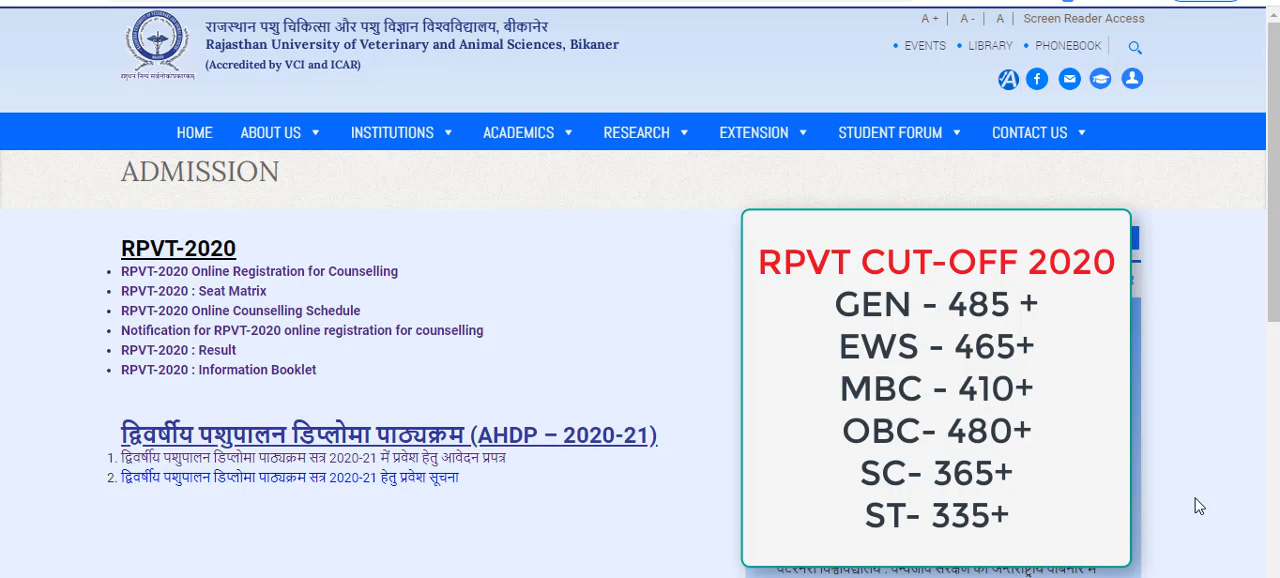 राजस्थान पशु चिकित्सा और पशु विज्ञान विश्वविद्यालय, बीकानेर
Rajasthan University of Veterinary and Animal Sciences, Bikaner
(Accredited by VCI and ICAR)
A + | A - | A | Screen Reader Access
• EVENTS • LIBRARY • PHONEBOOK
HOME ABOUT US INSTITUTIONS ACADEMICS RESEARCH EXTENSION STUDENT FORUM CONTACT US
ADMISSION
RPVT-2020
• RPVT-2020 Online Registration for Counselling
• RPVT-2020 : Seat Matrix
• RPVT-2020 Online Counselling Schedule
• Notification for RPVT-2020 online registration for counselling
• RPVT-2020 : Result
• RPVT-2020 : Information Booklet
द्विवर्षीय पशुपालन डिप्लोमा पाठ्यक्रम (AHDP – 2020-21)
1. द्विवर्षीय पशुपालन डिप्लोमा पाठ्यक्रम सत्र 2020-21 में प्रवेश हेतु आवेदन प्रपत्र
2. द्विवर्षीय पशुपालन डिप्लोमा पाठ्यक्रम सत्र 2020-21 हेतु प्रवेश सूचना
RPVT CUT-OFF 2020
GEN - 485 +
EWS - 465+
MBC - 410+
OBC- 480+
SC- 365+
ST- 335+